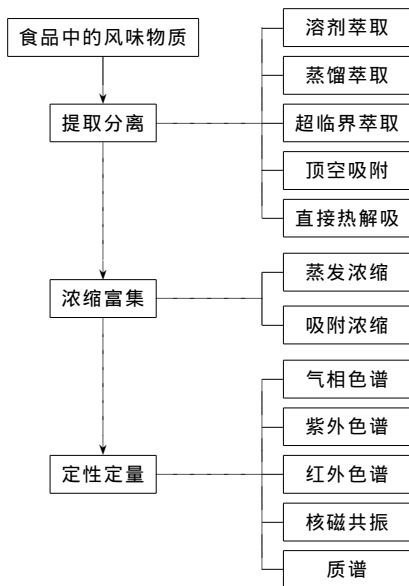 食品中的风味物质
提取分离
溶剂萃取
蒸馏萃取
超临界萃取
顶空吸附
直接热解吸
浓缩富集
蒸发浓缩
吸附浓缩
定性定量
气相色谱
紫外色谱
红外色谱
核磁共振
质谱